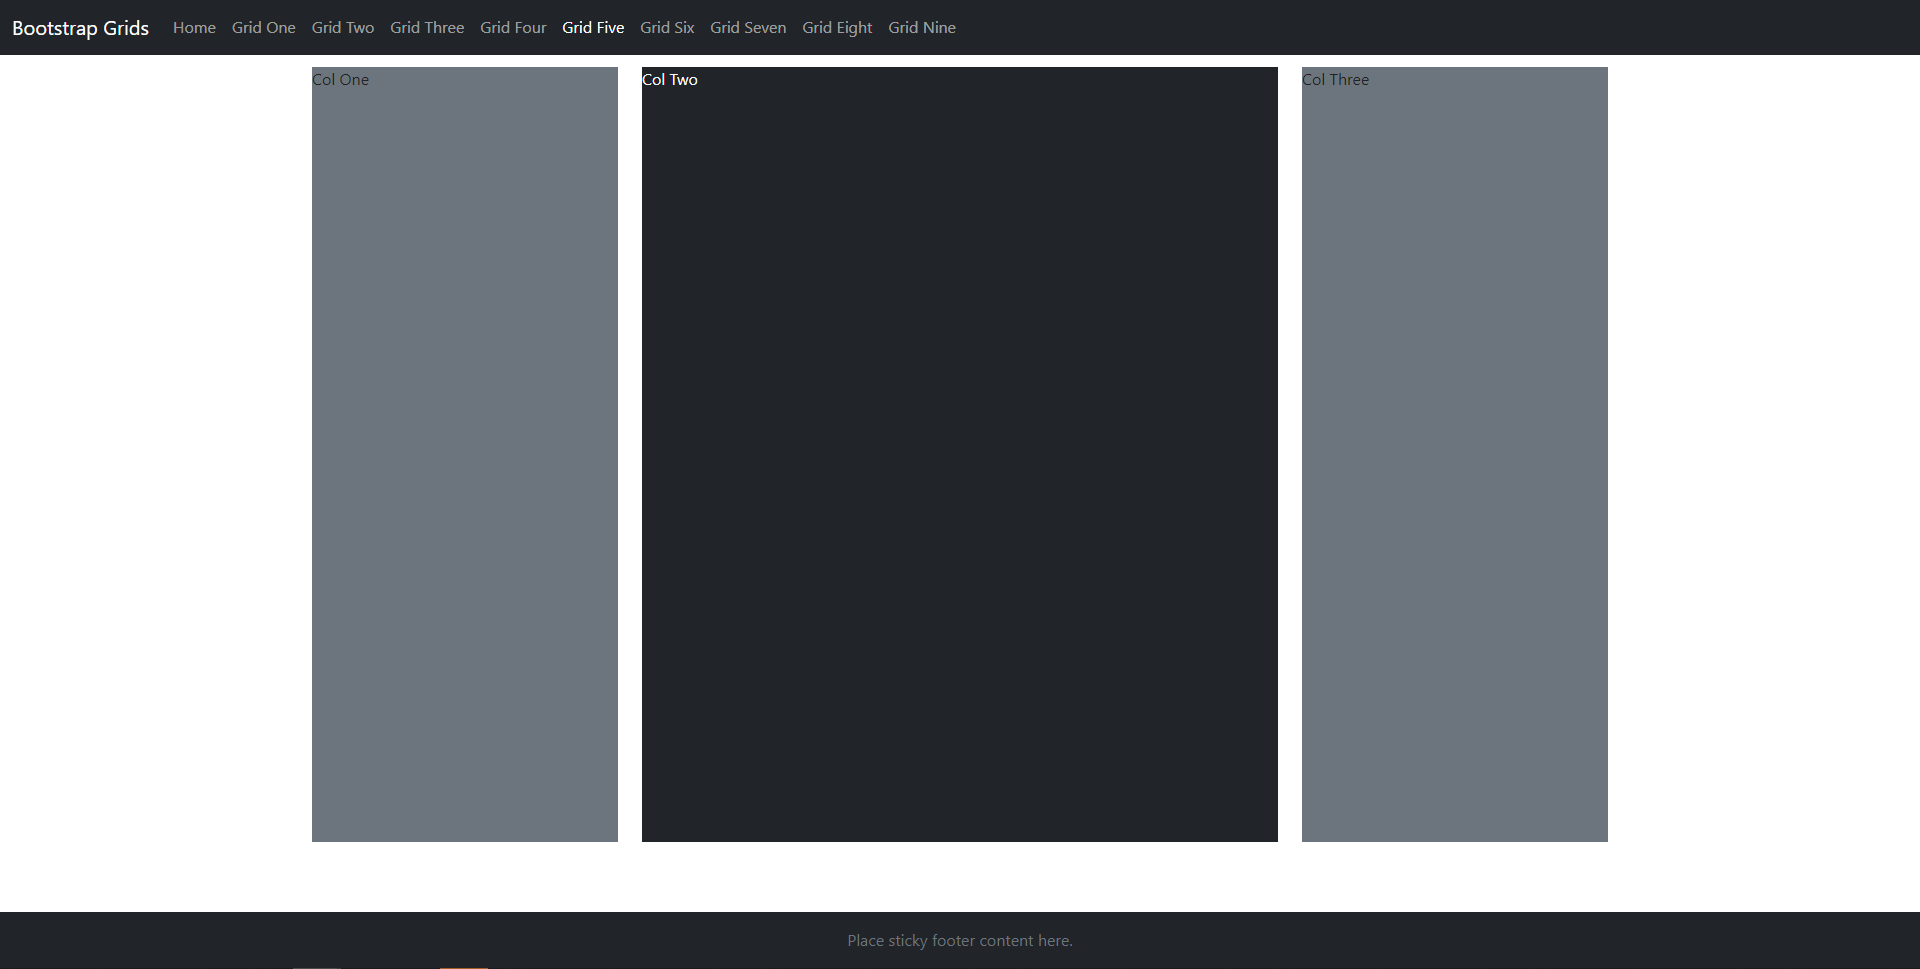 Bootstrap Grids Home Grid One Grid Two Grid Three Grid Four Grid Five Grid Six Grid Seven Grid Eight Grid Nine
Col One
Col Two
Col Three
Place sticky footer content here.